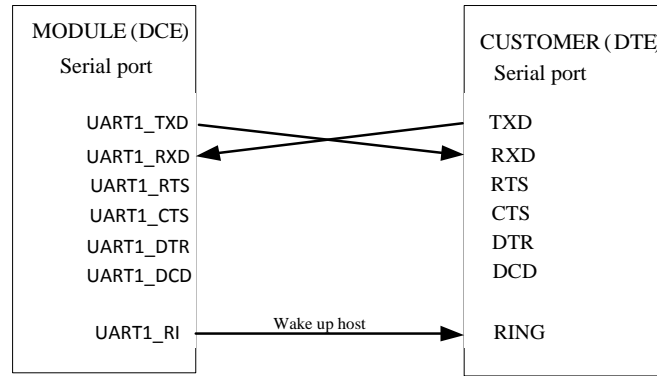 MODULE (DCE)
Serial port
UART1_TXD
UART1_RXD
UART1_RTS
UART1_CTS
UART1_DTR
UART1_DCD
UART1_RI
Wake up host
CUSTOMER ( DTE)
Serial port
TXD
RXD
RTS
CTS
DTR
DCD
RING